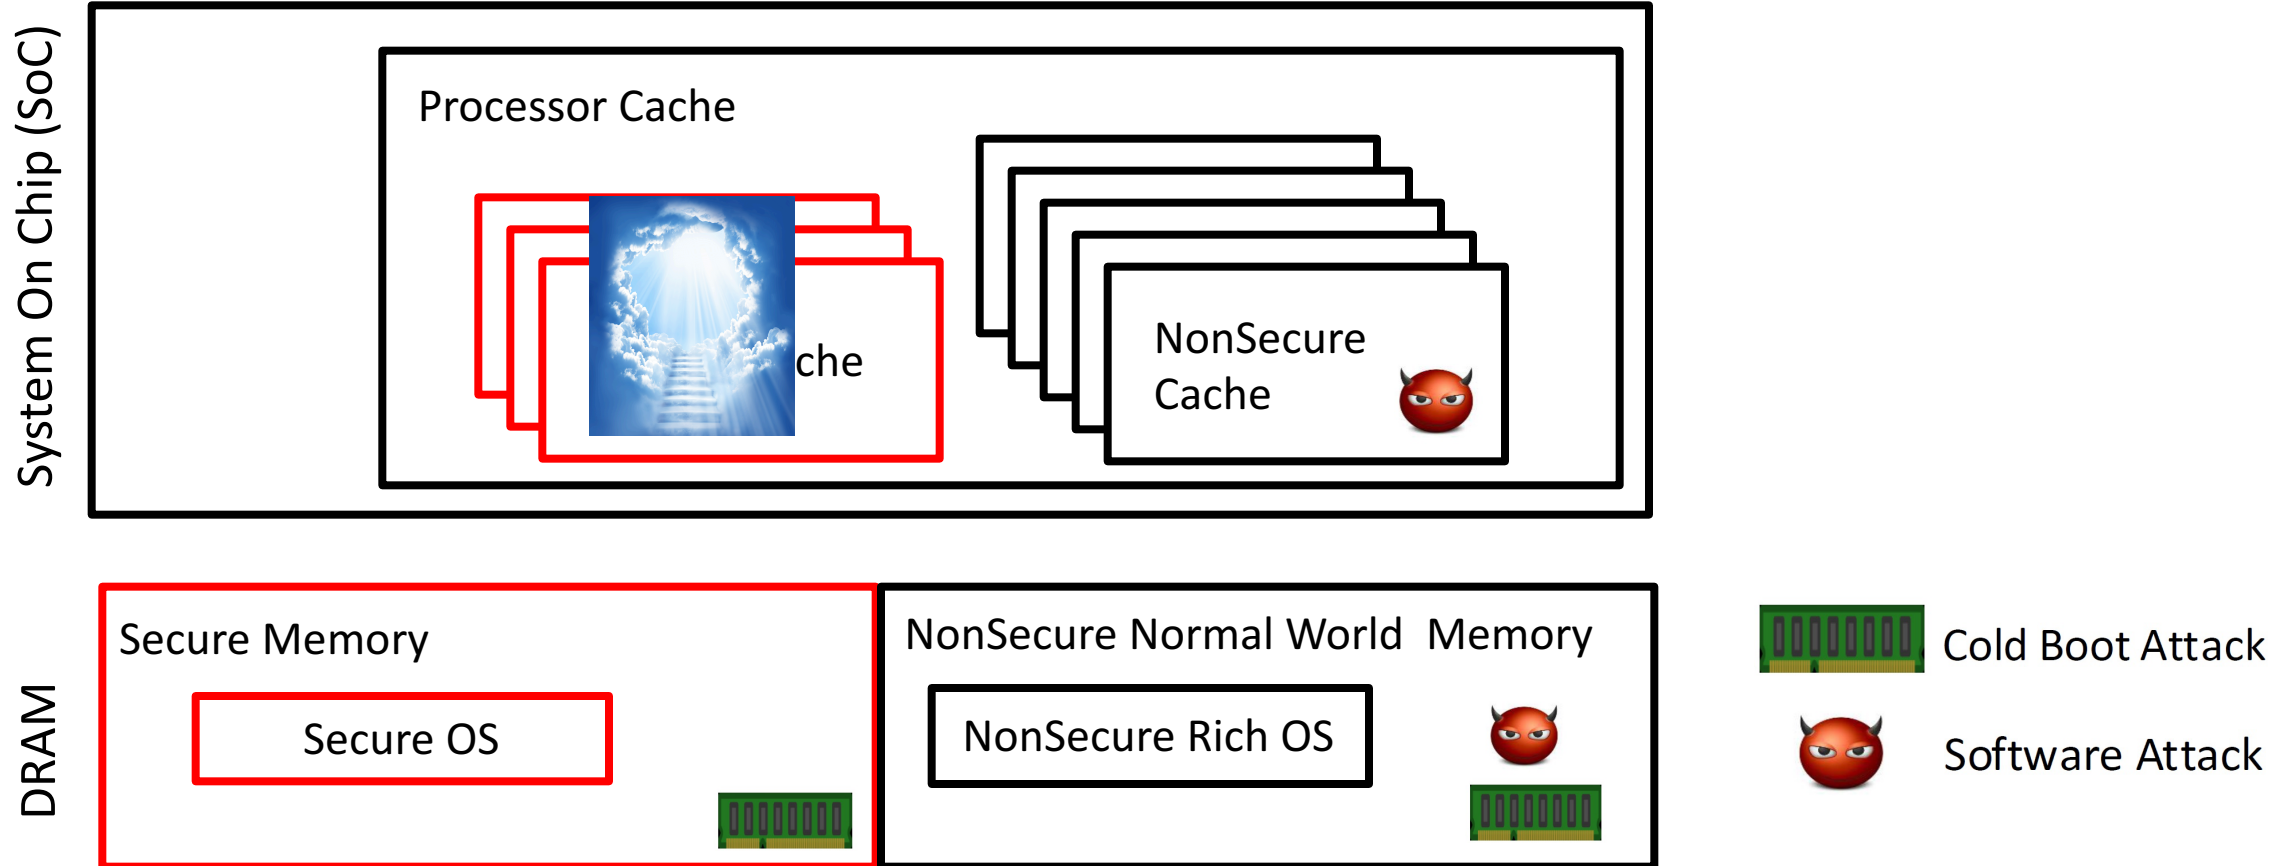 System On Chip (SoC)
Processor Cache
che
NonSecure
Cache
DRAM
Secure Memory
Secure OS
NonSecure Normal World Memory
NonSecure Rich OS
Cold Boot Attack
Software Attack